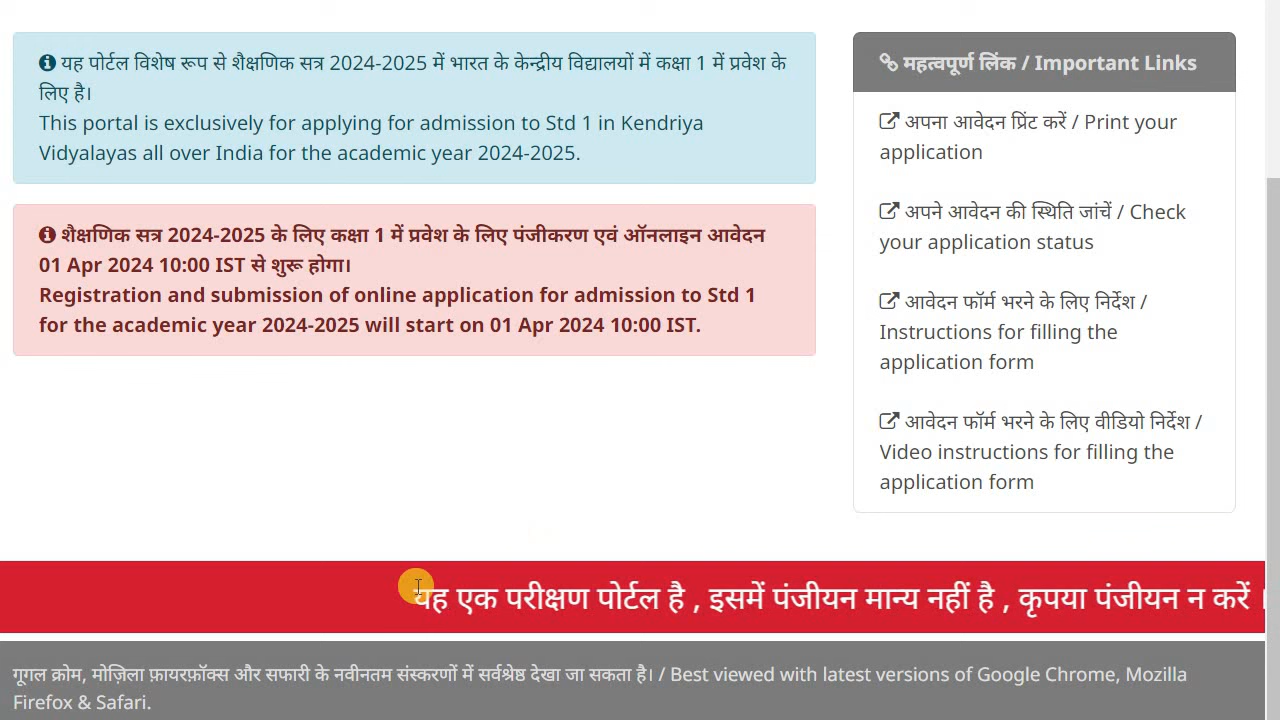 यह पोर्टल विशेष रूप से शैक्षणिक सत्र 2024-2025 में भारत के केन्द्रीय विद्यालयों में कक्षा 1 में प्रवेश के
लिए है।
This portal is exclusively for applying for admission to Std 1 in Kendriya
Vidyalayas all over India for the academic year 2024-2025.
शैक्षणिक सत्र 2024-2025 के लिए कक्षा 1 में प्रवेश के लिए पंजीकरण एवं ऑनलाइन आवेदन
01 Apr 2024 10:00 IST से शुरू होगा।
Registration and submission of online application for admission to Std 1
for the academic year 2024-2025 will start on 01 Apr 2024 10:00 IST.
महत्वपूर्ण लिंक / Important Links
अपना आवेदन प्रिंट करें / Print your
application
अपने आवेदन की स्थिति जांचें / Check
your application status
आवेदन फॉर्म भरने के लिए निर्देश /
Instructions for filling the
application form
आवेदन फॉर्म भरने के लिए वीडियो निर्देश /
Video instructions for filling the
application form
यह एक परीक्षण पोर्टल है , इसमें पंजीयन मान्य नहीं है , कृपया पंजीयन न करें ।
गूगल क्रोम, मोज़िला फ़ायरफ़ॉक्स और सफारी के नवीनतम संस्करणों में सर्वश्रेष्ठ देखा जा सकता है। / Best viewed with latest versions of Google Chrome, Mozilla
Firefox & Safari.